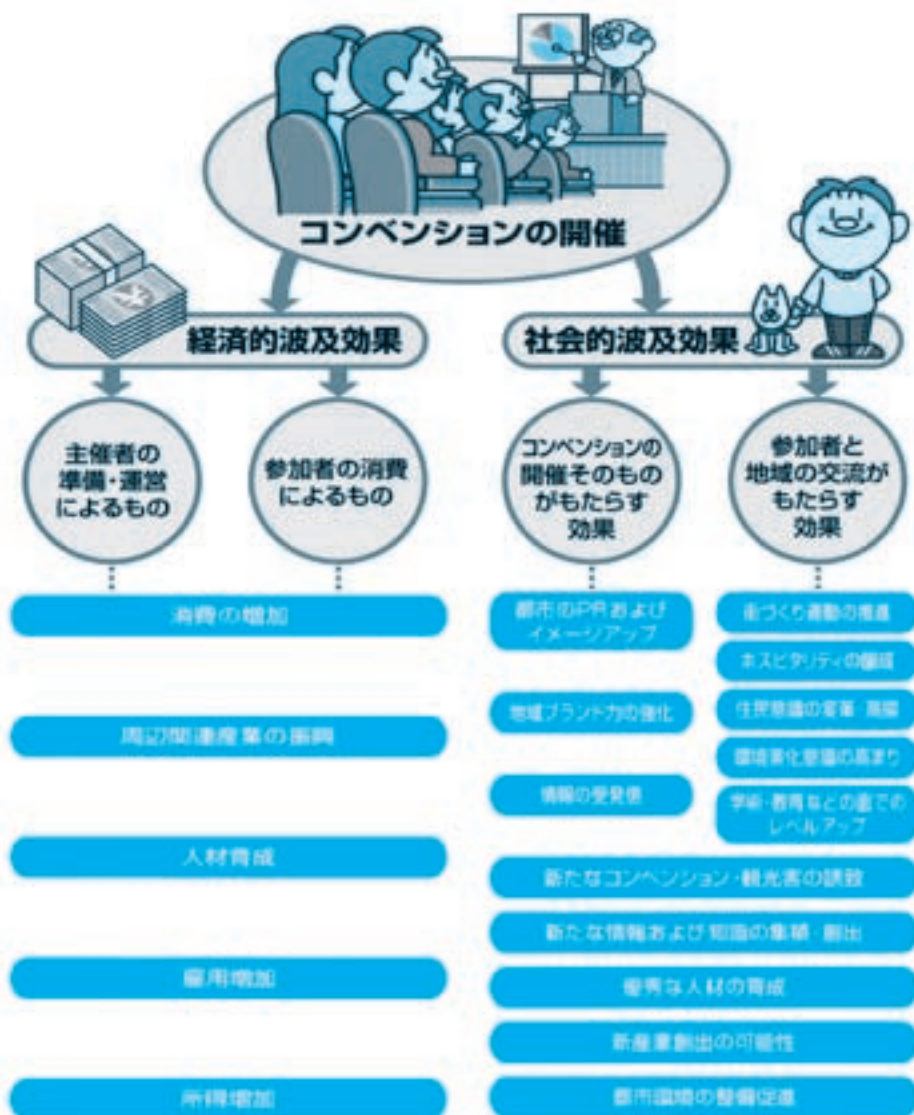 コンベンションの開催
経済的波及効果
社会的波及効果
主催者の
準備・運営
によるもの
参加者の消費
によるもの
コンベンションの
開催そのもの
がもたらす
効果
参加者と
地域の交流が
もたらす
効果
消費の増加
周辺関連産業の振興
人材育成
雇用増加
所得増加
都市のPRおよび
イメージアップ
地域ブランド力の強化
情報の受発信
街づくり運動の推進
ホスピタリティの醸成
住民意識の変革・高揚
環境美化意識の高まり
学術・教育などの面での
レベルアップ
新たなコンベンション・観光客の誘致
新たな情報および知識の集積・創出
優秀な人材の育成
新産業創出の可能性
都市環境の整備促進